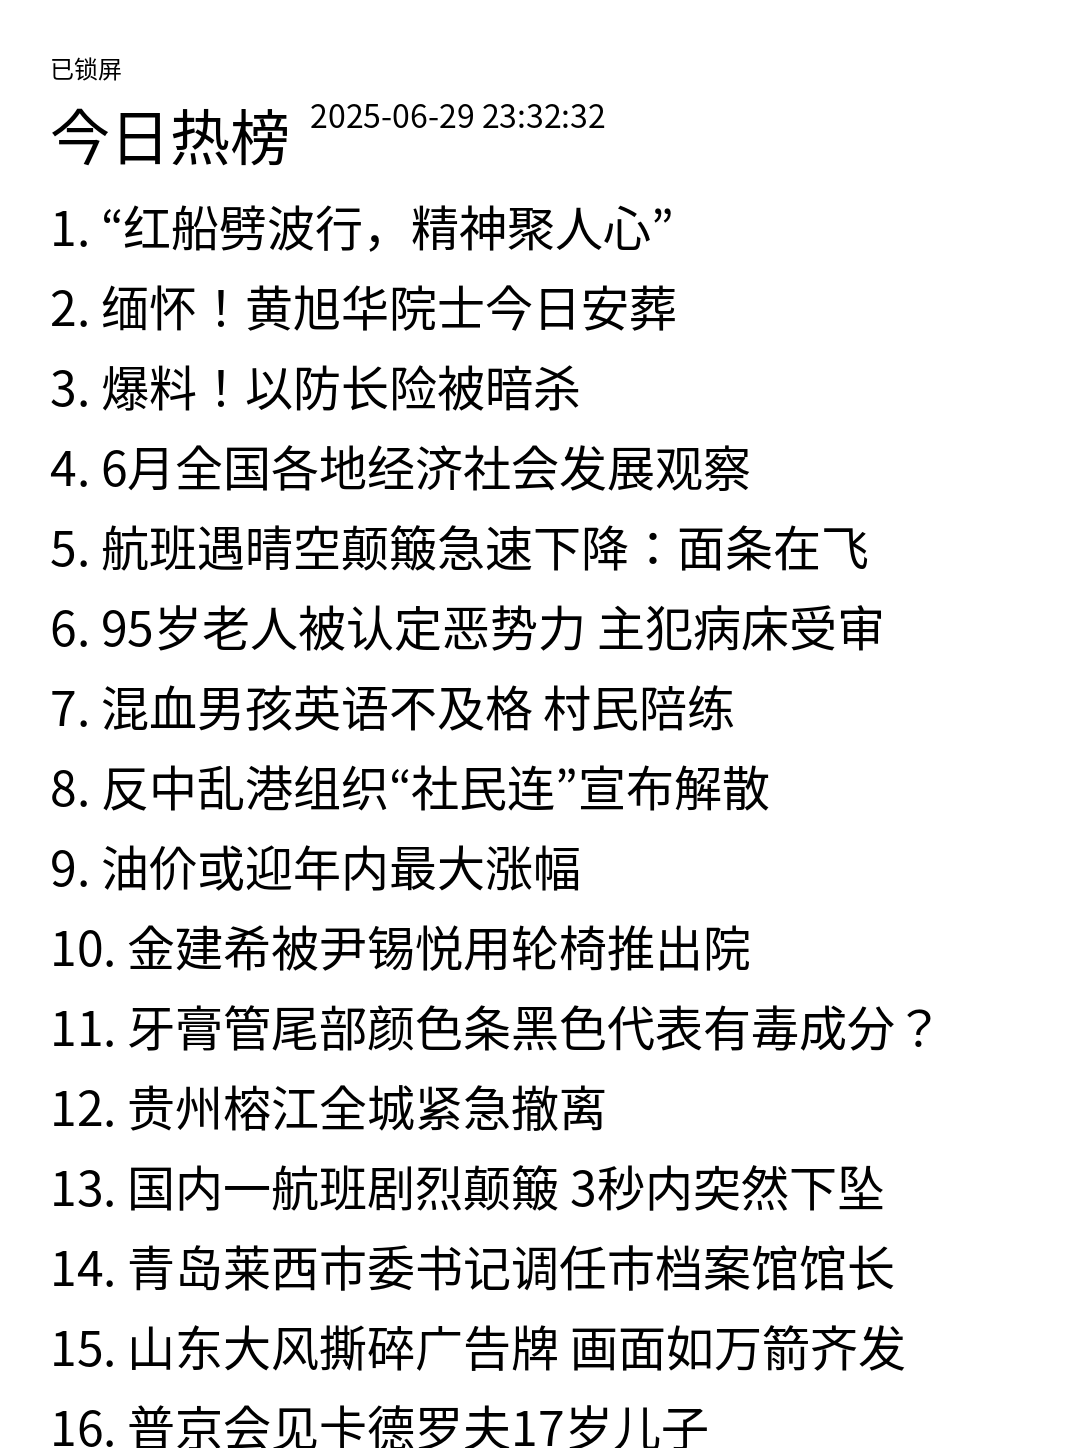 已锁屏
今日热榜 2025-06-29 23:32:32
1. “红船劈波行，精神聚人心”
2. 缅怀！黄旭华院士今日安葬
3. 爆料！以防长险被暗杀
4. 6月全国各地经济社会发展观察
5. 航班遇晴空颠簸急速下降：面条在飞
6. 95岁老人被认定恶势力 主犯病床受审
7. 混血男孩英语不及格 村民陪练
8. 反中乱港组织“社民连”宣布解散
9. 油价或迎年内最大涨幅
10. 金建希被尹锡悦用轮椅推出院
11. 牙膏管尾部颜色条黑色代表有毒成分？
12. 贵州榕江全城紧急撤离
13. 国内一航班剧烈颠簸 3秒内突然下坠
14. 青岛莱西市委书记调任市档案馆馆长
15. 山东大风撕碎广告牌 画面如万箭齐发
16. 普京会见卡德罗夫17岁儿子